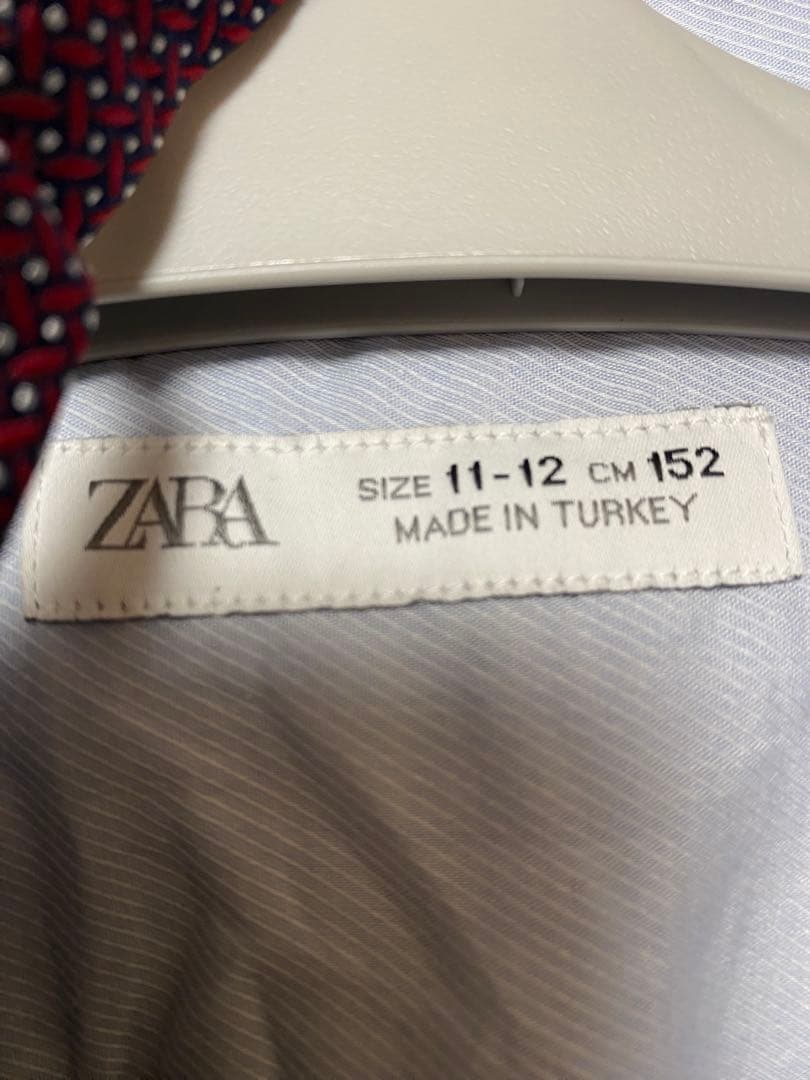 ZARA
SIZE 11-12 CM 152
MADE IN TURKEY